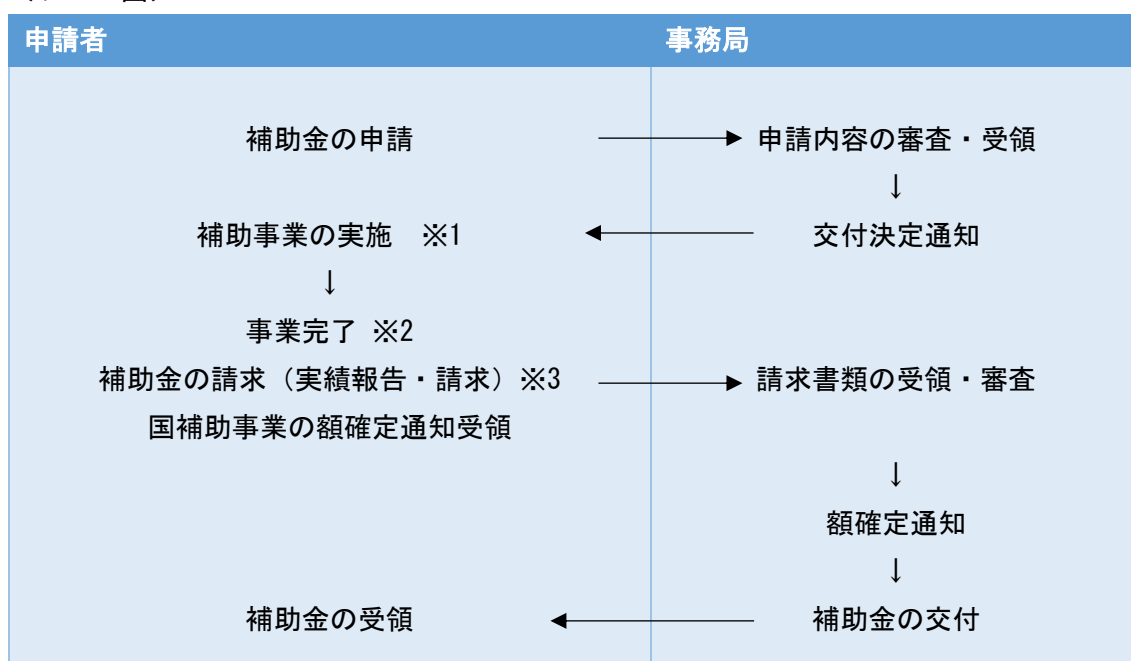 申請者 事務局
補助金の申請 → 申請内容の審査・受領
↓
補助事業の実施 ※1 ← 交付決定通知
↓
事業完了 ※2
補助金の請求（実績報告・請求）※3 → 請求書類の受領・審査
国補助事業の額確定通知受領
↓
額確定通知
↓
補助金の受領 ← 補助金の交付